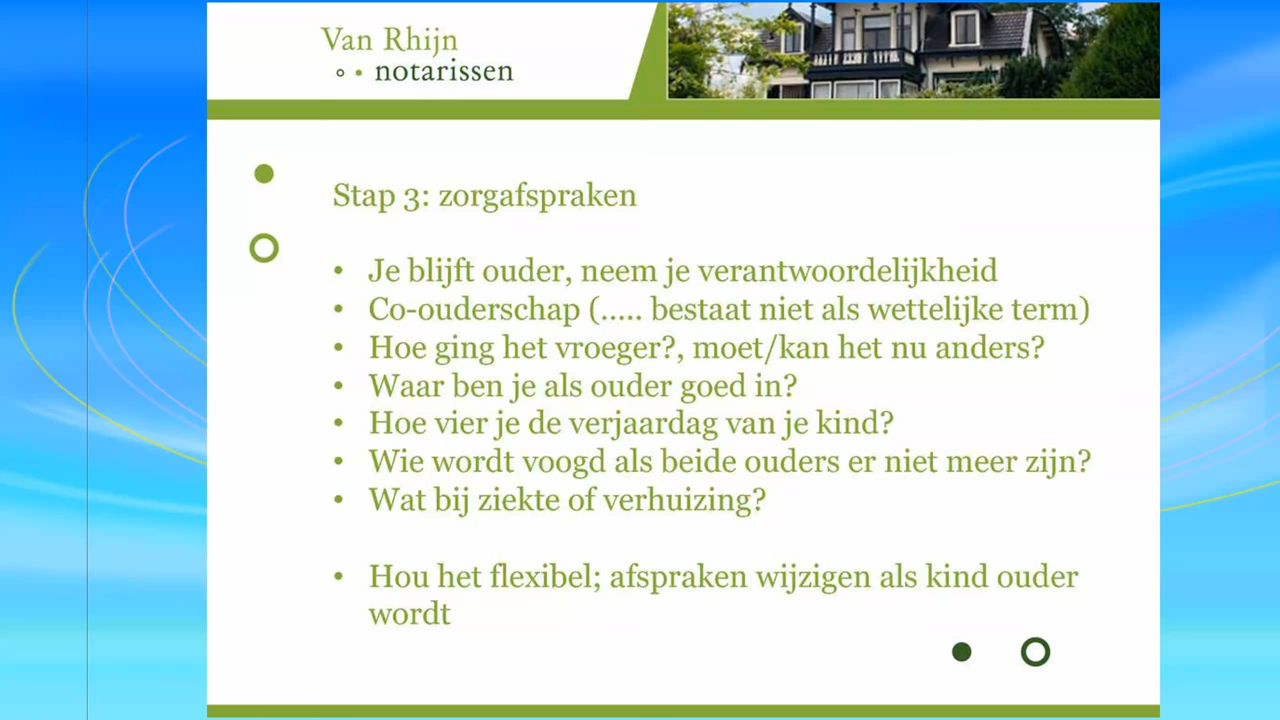 Van Rhijn
notarissen
Stap 3: zorgafspraken
• Je blijft ouder, neem je verantwoordelijkheid
• Co-ouderschap (..... bestaat niet als wettelijke term)
• Hoe ging het vroeger?, moet/kan het nu anders?
• Waar ben je als ouder goed in?
• Hoe vier je de verjaardag van je kind?
• Wie wordt voogd als beide ouders er niet meer zijn?
• Wat bij ziekte of verhuizing?
• Hou het flexibel; afspraken wijzigen als kind ouder
wordt